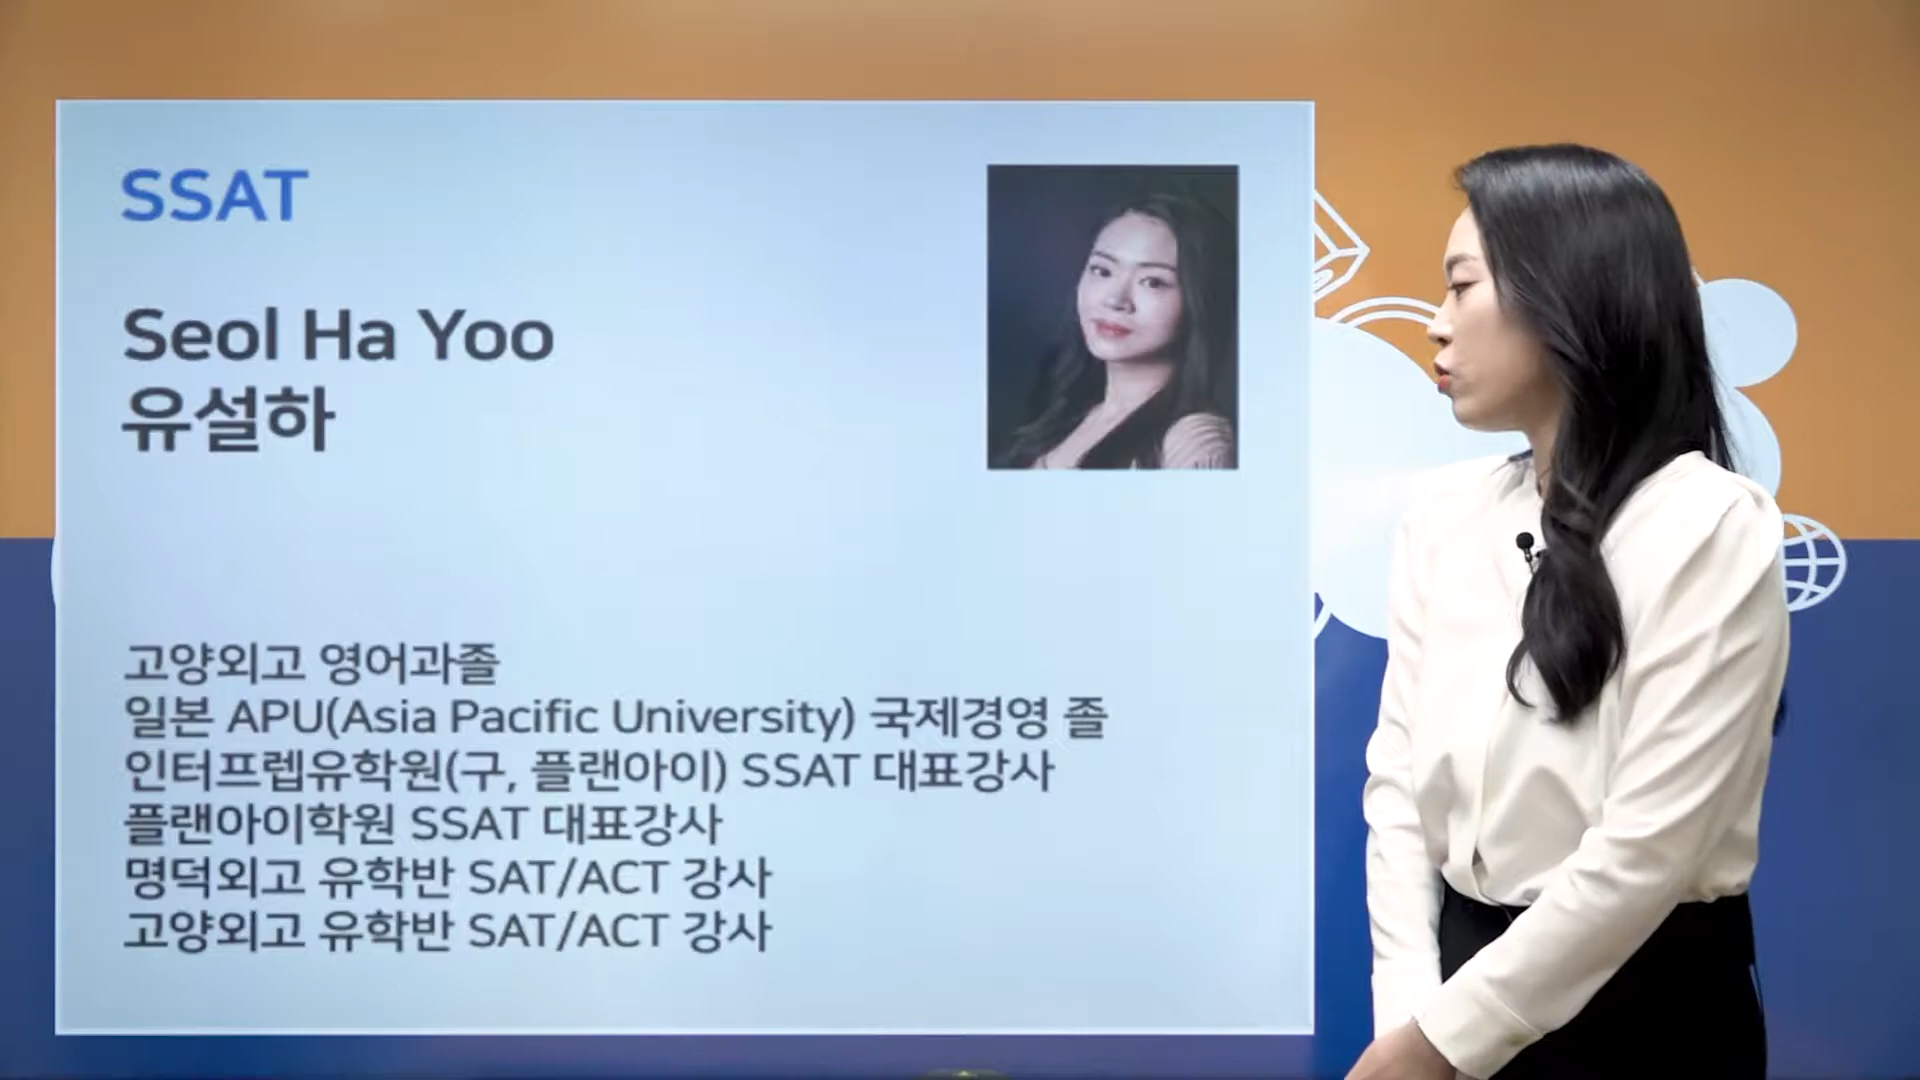 SSAT
Seol Ha Yoo
유설하
고양외고 영어과졸
일본 APU(Asia Pacific University) 국제경영 졸
인터프렙유학원(구, 플랜아이) SSAT 대표강사
플랜아이학원 SSAT 대표강사
명덕외고 유학반 SAT/ACT 강사
고양외고 유학반 SAT/ACT 강사